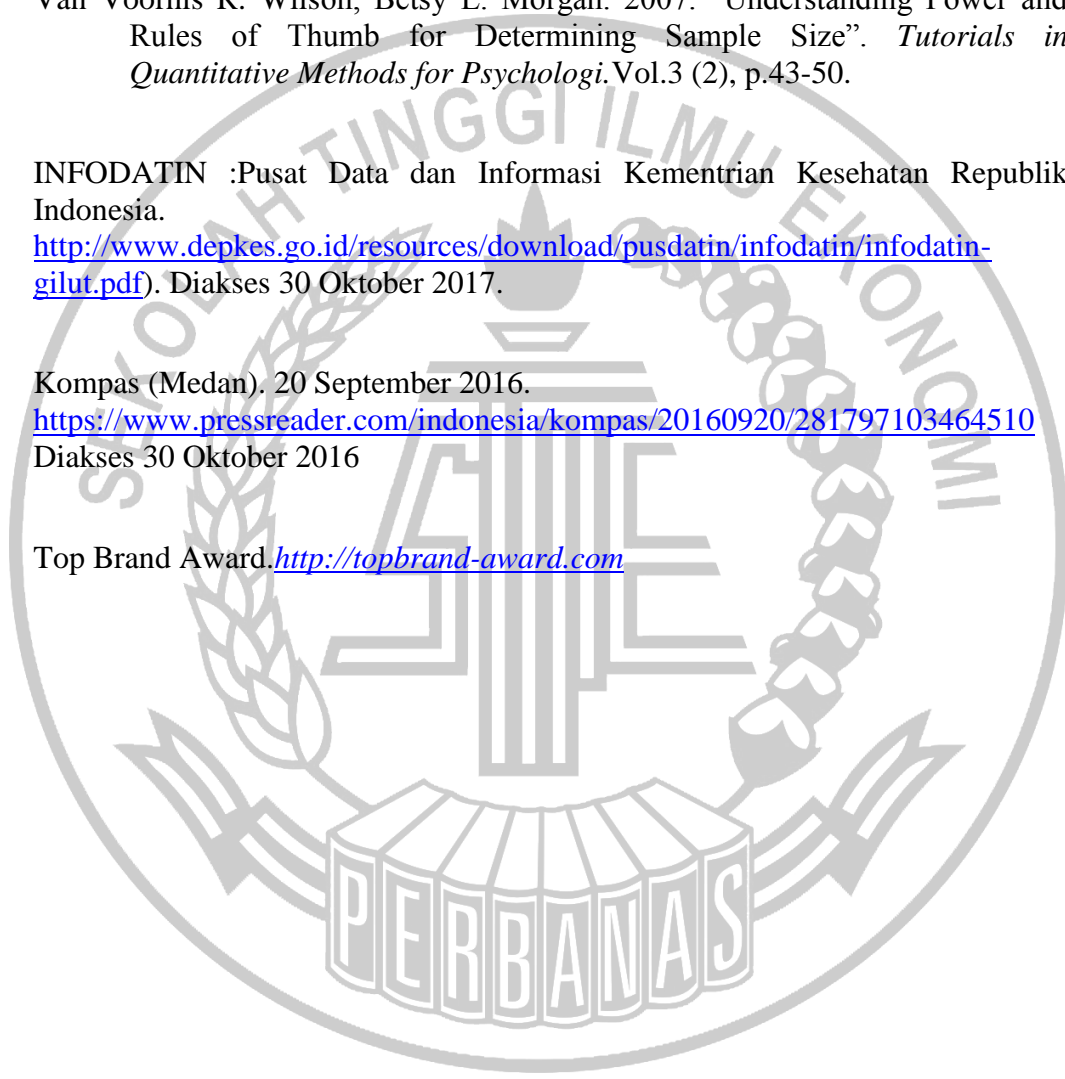 Van Voorhis R. Wilson, Betsy L. Morgan. 2007. "Understanding Power and
Rules of Thumb for Determining Sample Size”. Tutorials in
Quantitative Methods for Psychologi.Vol.3 (2), p.43-50.
INFODATIN :Pusat Data dan Informasi Kementrian Kesehatan Republik
Indonesia.
http://www.depkes.go.id/resources/download/pusdatin/infodatin/infodatin-
gilut.pdf). Diakses 30 Oktober 2017.
Kompas (Medan). 20 September 2016.
https://www.pressreader.com/indonesia/kompas/20160920/281797103464510
Diakses 30 Oktober 2016
Top Brand Award.http://topbrand-award.com
SEKOLAH TINGGI ILMU EKONOMI
PERBANAS